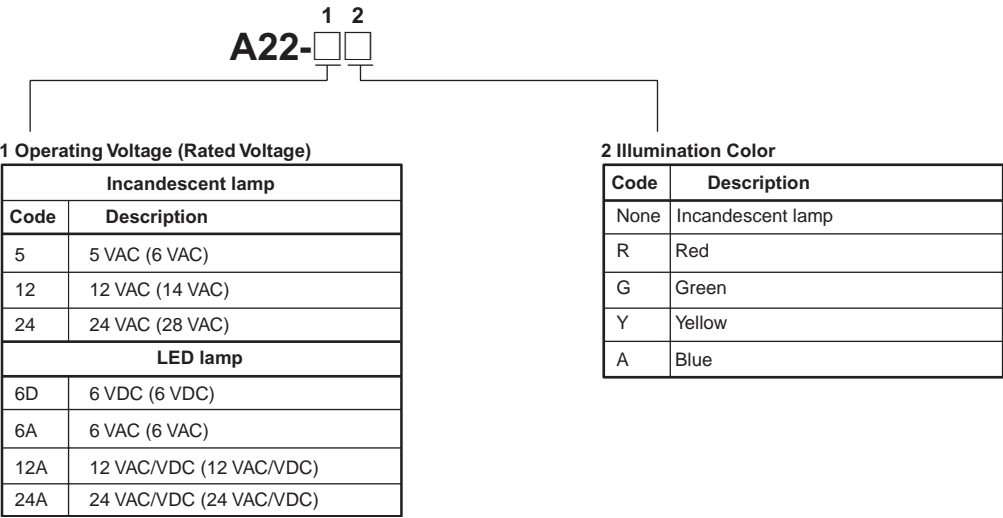 1 2
A22-□□
1 Operating Voltage (Rated Voltage)
Incandescent lamp
Code Description
5 5 VAC (6 VAC)
12 12 VAC (14 VAC)
24 24 VAC (28 VAC)
LED lamp
6D 6 VDC (6 VDC)
6A 6 VAC (6 VAC)
12A 12 VAC/VDC (12 VAC/VDC)
24A 24 VAC/VDC (24 VAC/VDC)
2 Illumination Color
Code Description
None Incandescent lamp
R Red
G Green
Y Yellow
A Blue